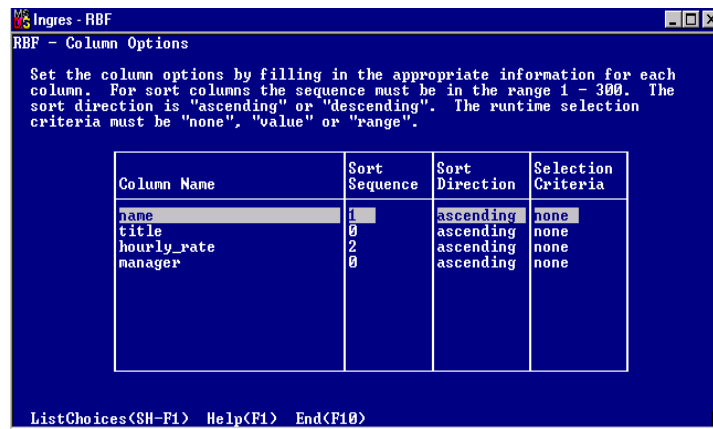 Ingres - RBF
RBF - Column Options
Set the column options by filling in the appropriate information for each
column. For sort columns the sequence must be in the range 1 - 300. The
sort direction is "ascending" or "descending". The runtime selection
criteria must be "none", "value" or "range".
Column Name Sort Sequence Sort Direction Selection Criteria
name 1 ascending none
title 0 ascending none
hourly_rate 2 ascending none
manager 0 ascending none
ListChoices(SH-F1) Help(F1) End(F10)